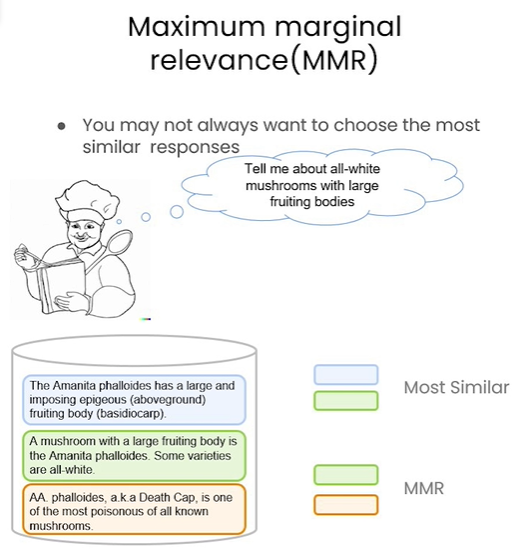 Maximum marginal
relevance(MMR)
● You may not always want to choose the most
similar responses
Tell me about all-white
mushrooms with large
fruiting bodies
The Amanita phalloides has a large and
imposing epigeous (aboveground)
fruiting body (basidiocarp).
A mushroom with a large fruiting body is
the Amanita phalloides. Some varieties
are all-white.
AA. phalloides, a.k.a Death Cap, is one
of the most poisonous of all known
mushrooms.
Most Similar
MMR